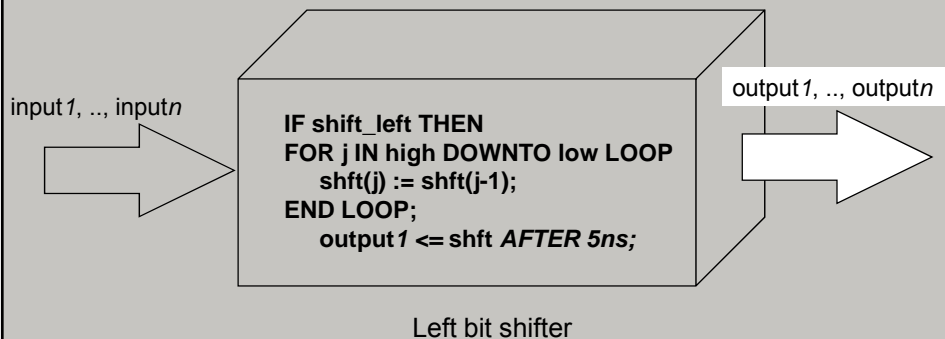 input1, .., inputn
output1, .., outputn
IF shift_left THEN
FOR j IN high DOWNTO low LOOP
shft(j) := shft(j-1);
END LOOP;
output1 <= shft AFTER 5ns;
Left bit shifter